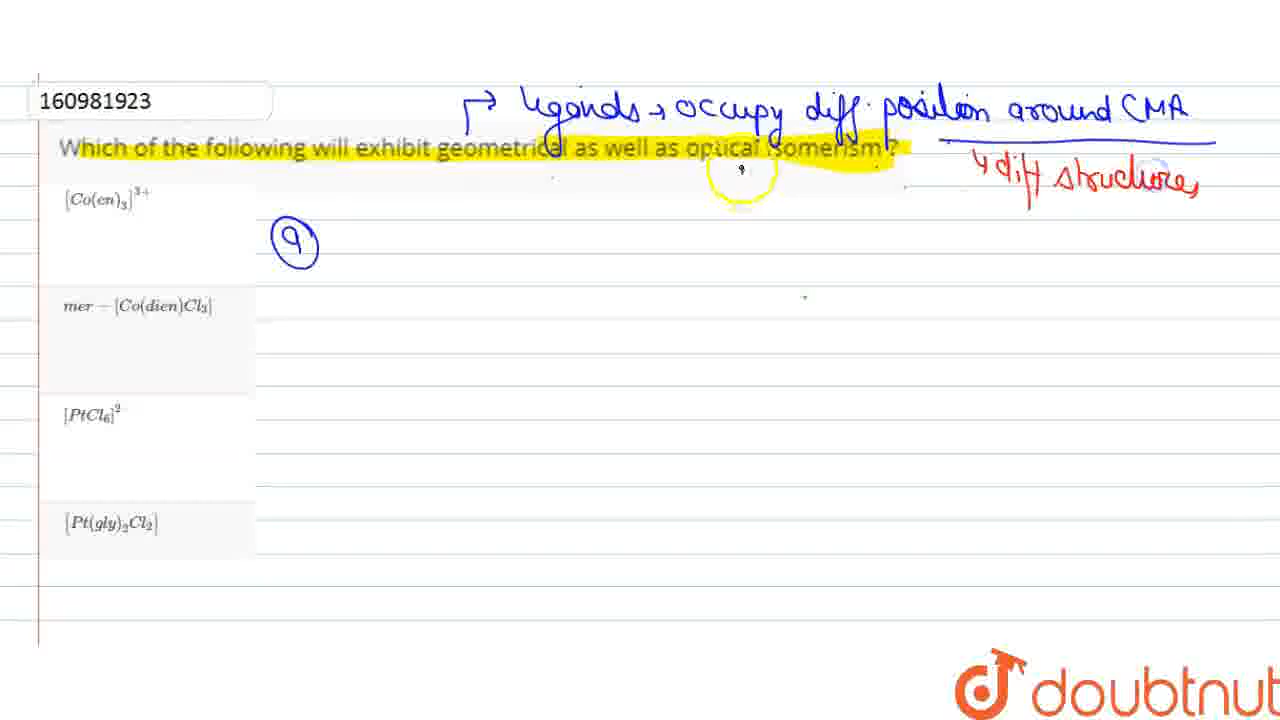 160981923
ligands → occupy diff. position around CMA
Which of the following will exhibit geometrical as well as optical isomerism ?
↳ diff structures
[Co(en)₃]³⁺
9
mer − [Co(dien)Cl₃]
[PtCl₆]²⁻
[Pt(gly)₂Cl₂]
doubtnut